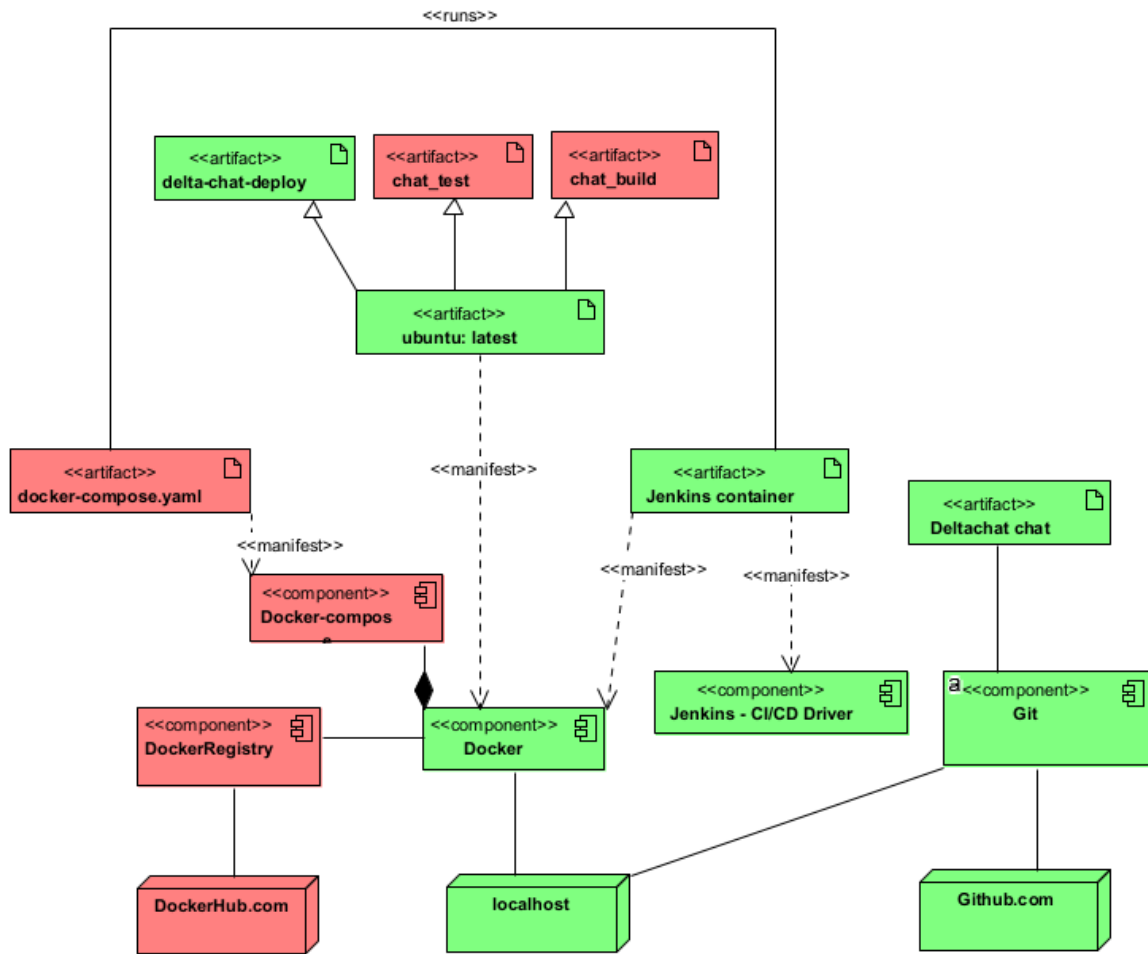 <<runs>>
<<artifact>>
delta-chat-deploy
<<artifact>>
chat_test
<<artifact>>
chat_build
<<artifact>>
ubuntu: latest
<<artifact>>
docker-compose.yaml
<<manifest>>
<<artifact>>
Jenkins container
<<artifact>>
Deltachat chat
<<manifest>>
<<manifest>>
<<manifest>>
<<component>>
Docker-compos
e
<<component>>
Jenkins - CI/CD Driver
a
<<component>>
Git
<<component>>
DockerRegistry
<<component>>
Docker
DockerHub.com
localhost
Github.com